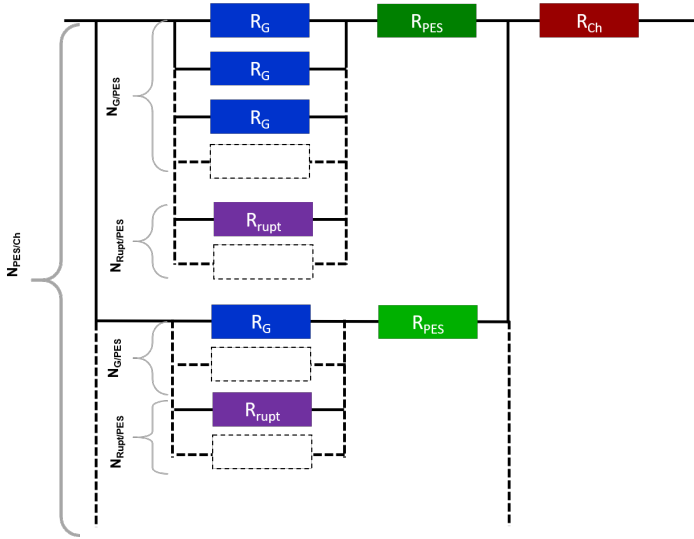 R_G
R_PES
R_Ch
R_G
R_G
N_G/PES
R_rupt
N_Rupt/PES
N_PES/Ch
R_G
R_PES
N_G/PES
R_rupt
N_Rupt/PES